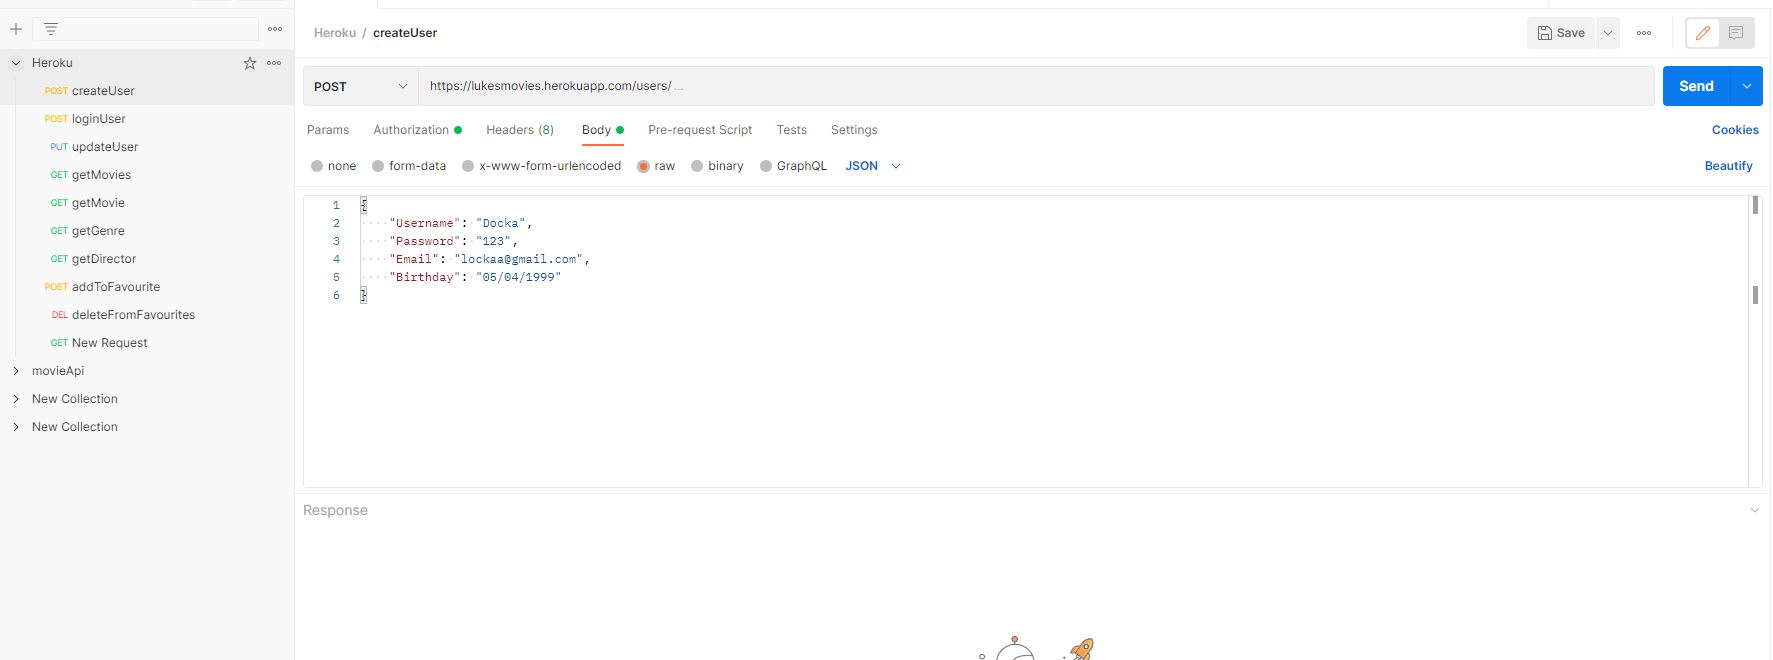 Heroku / createUser
Save
Heroku
POST createUser
POST loginUser
PUT updateUser
GET getMovies
GET getMovie
GET getGenre
GET getDirector
POST addToFavourite
DEL deleteFromFavourites
GET New Request
movieApi
New Collection
New Collection
POST
https://lukesmovies.herokuapp.com/users/ ...
Send
Params Authorization Headers (8) Body Pre-request Script Tests Settings Cookies
none form-data x-www-form-urlencoded raw binary GraphQL JSON Beautify
1 {
2 "Username": "Docka",
3 "Password": "123",
4 "Email": "lockaa@gmail.com",
5 "Birthday": "05/04/1999"
6 }
Response